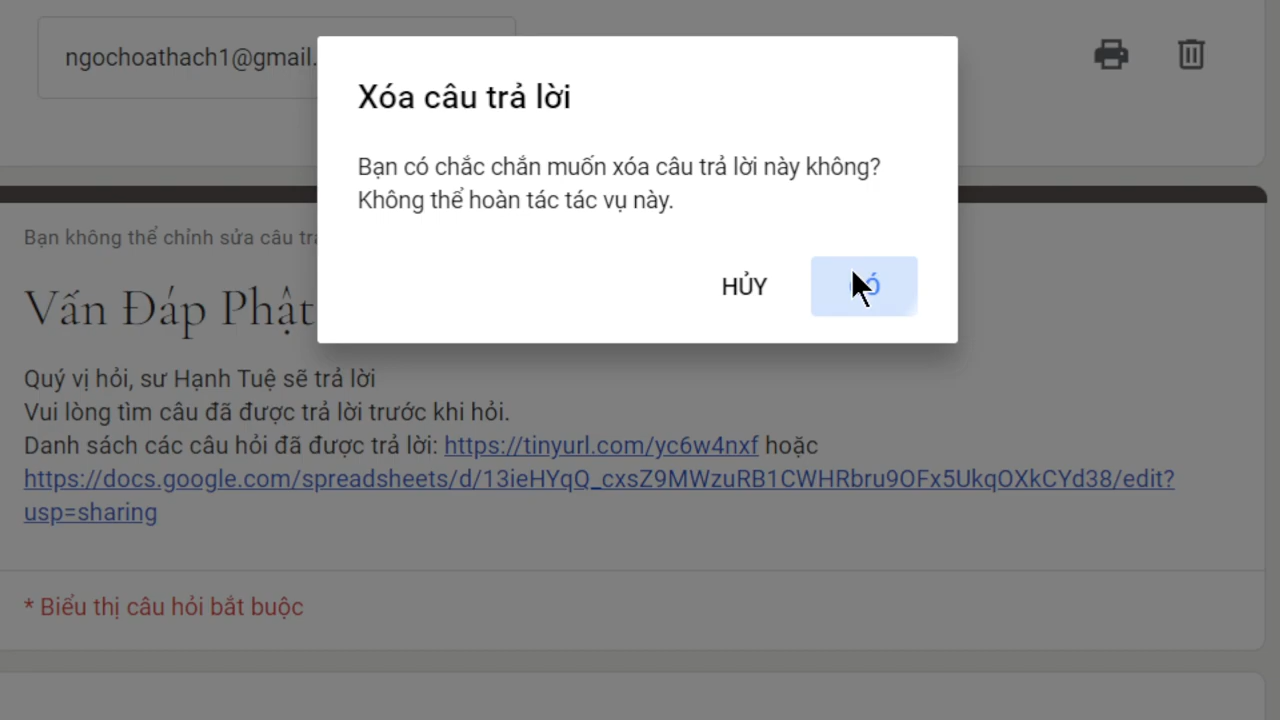 ngochoathach1@gmail.
Xóa câu trả lời
Bạn có chắc chắn muốn xóa câu trả lời này không?
Không thể hoàn tác tác vụ này.
HỦY
Bạn không thể chỉnh sửa câu
Vấn Đáp Phật
Quý vị hỏi, sư Hạnh Tuệ sẽ trả lời
Vui lòng tìm câu đã được trả lời trước khi hỏi.
Danh sách các câu hỏi đã được trả lời: https://tinyurl.com/yc6w4nxf hoặc
https://docs.google.com/spreadsheets/d/13ieHYqQ_cxsZ9MWzuRB1CWHRbru9OFx5UkqOXkCYd38/edit?
usp=sharing
* Biểu thị câu hỏi bắt buộc